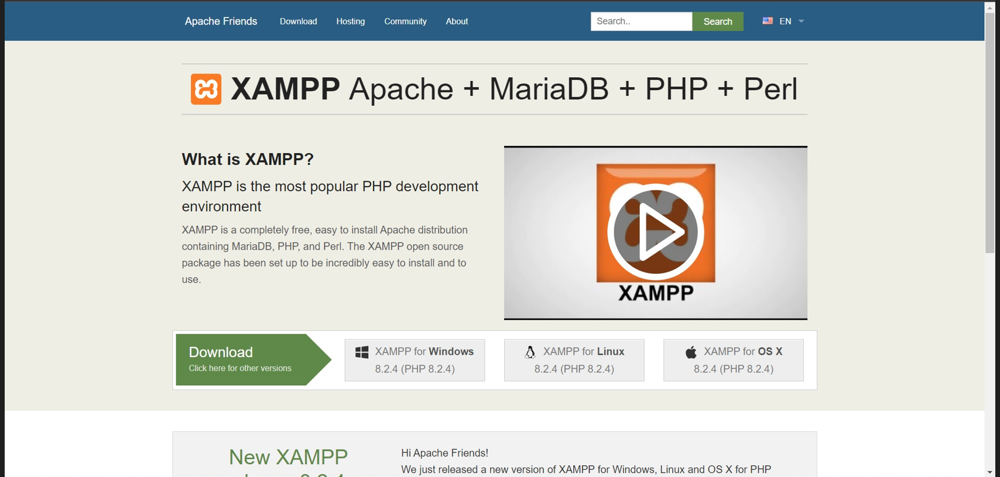 Apache Friends Download Hosting Community About Search.. Search EN
XAMPP Apache + MariaDB + PHP + Perl
What is XAMPP?
XAMPP is the most popular PHP development
environment
XAMPP is a completely free, easy to install Apache distribution
containing MariaDB, PHP, and Perl. The XAMPP open source
package has been set up to be incredibly easy to install and to
use.
XAMPP
Download
Click here for other versions
XAMPP for Windows
8.2.4 (PHP 8.2.4)
XAMPP for Linux
8.2.4 (PHP 8.2.4)
XAMPP for OS X
8.2.4 (PHP 8.2.4)
New XAMPP
Hi Apache Friends!
We just released a new version of XAMPP for Windows, Linux and OS X for PHP